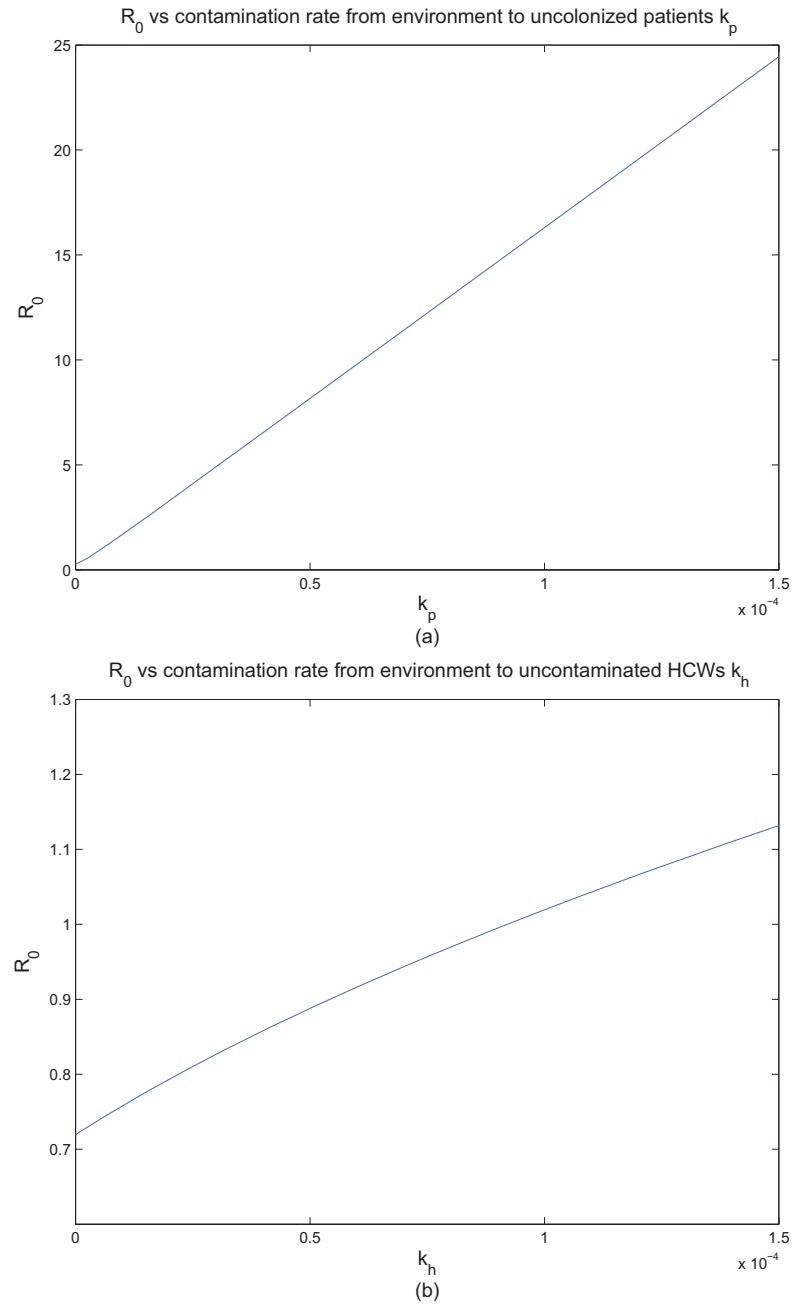 R₀ vs contamination rate from environment to uncolonized patients kₚ
25
20
15
10
5
0
R₀
0 0.5 1 1.5
x 10⁻⁴
kₚ
(a)
R₀ vs contamination rate from environment to uncontaminated HCWs kₕ
1.3
1.2
1.1
1
0.9
0.8
0.7
R₀
0 0.5 1 1.5
x 10⁻⁴
kₕ
(b)